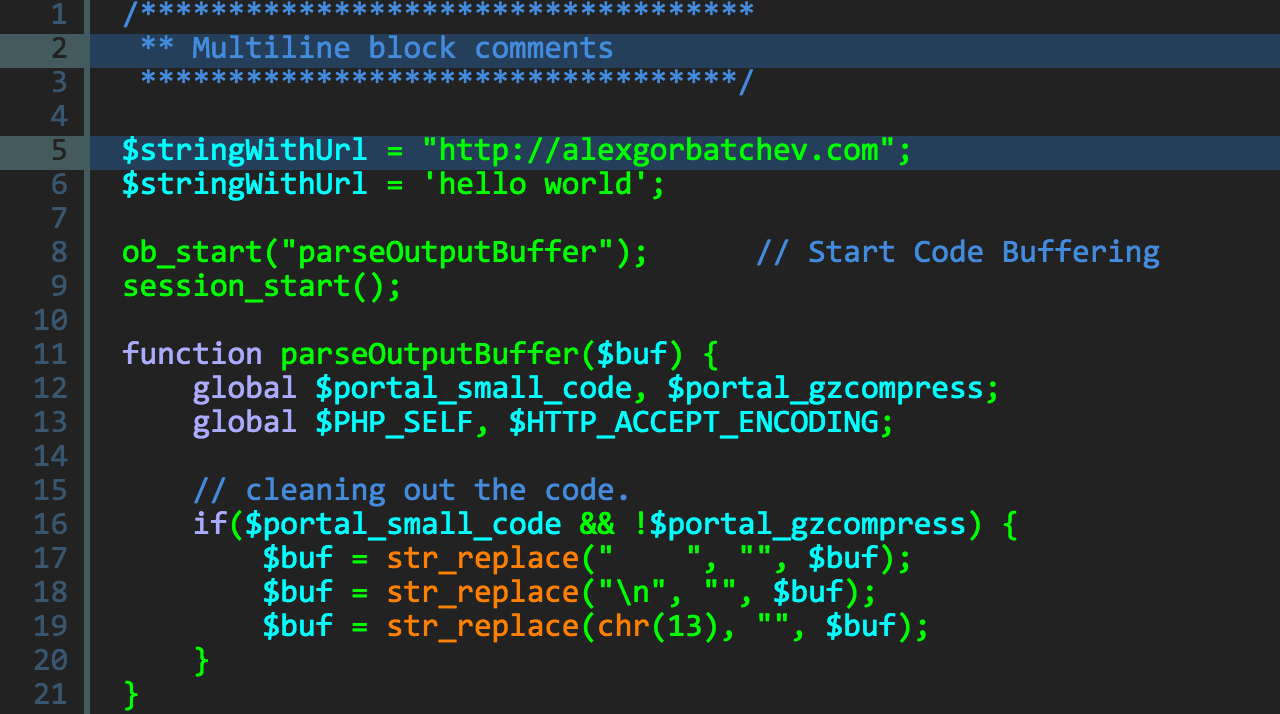 1 /***********************************
2 ** Multiline block comments
3 **********************************/
4
5 $stringWithUrl = "http://alexgorbatchev.com";
6 $stringWithUrl = 'hello world';
7
8 ob_start("parseOutputBuffer");      // Start Code Buffering
9 session_start();
10
11 function parseOutputBuffer($buf) {
12     global $portal_small_code, $portal_gzcompress;
13     global $PHP_SELF, $HTTP_ACCEPT_ENCODING;
14
15     // cleaning out the code.
16     if($portal_small_code && !$portal_gzcompress) {
17         $buf = str_replace("    ", "", $buf);
18         $buf = str_replace("\n", "", $buf);
19         $buf = str_replace(chr(13), "", $buf);
20     }
21 }